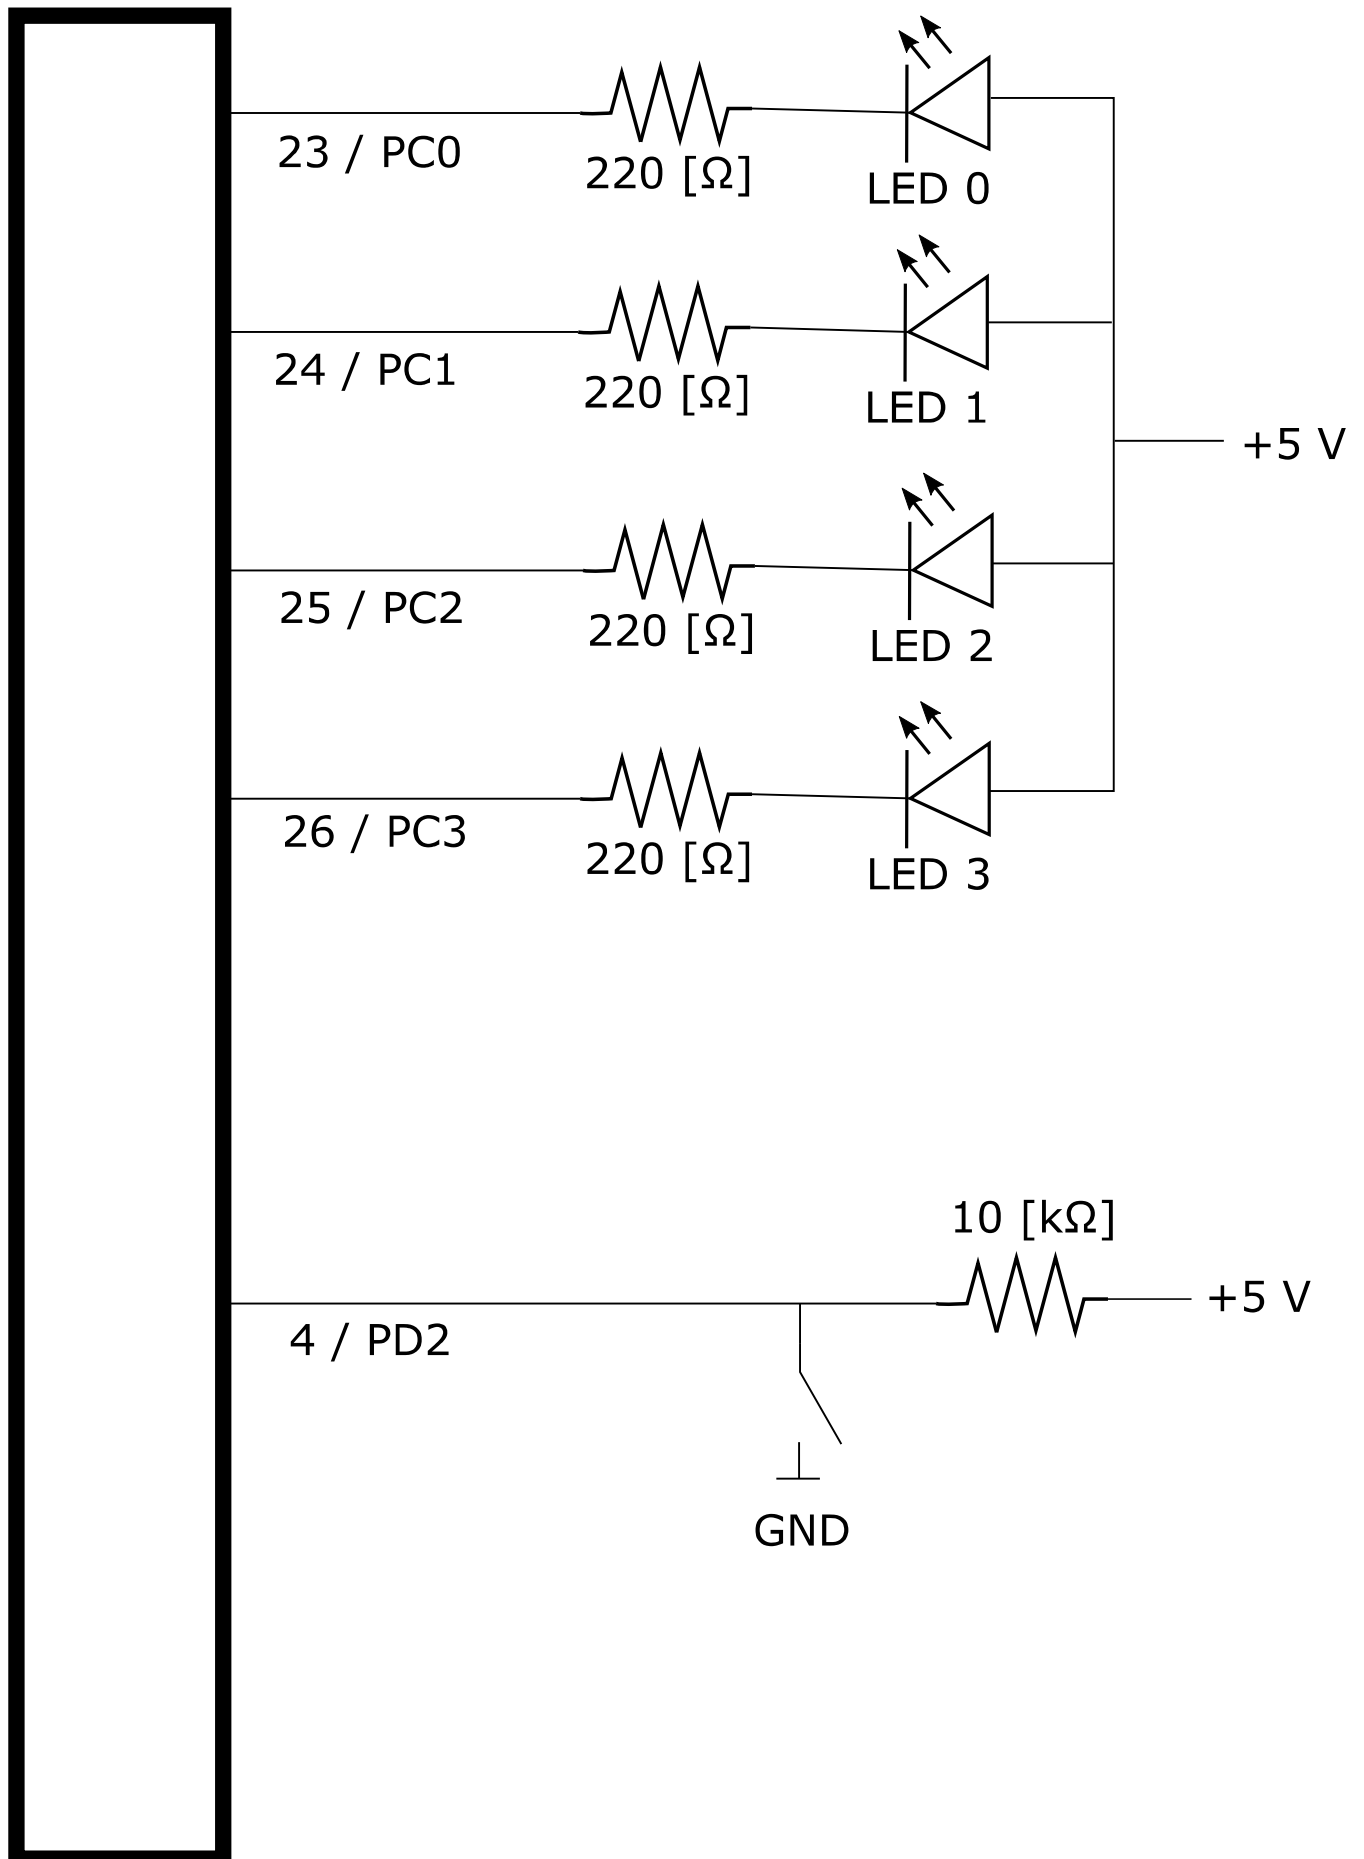 23 / PC0
220 [Ω]
LED 0
24 / PC1
220 [Ω]
LED 1
+5 V
25 / PC2
220 [Ω]
LED 2
26 / PC3
220 [Ω]
LED 3
10 [kΩ]
+5 V
4 / PD2
GND